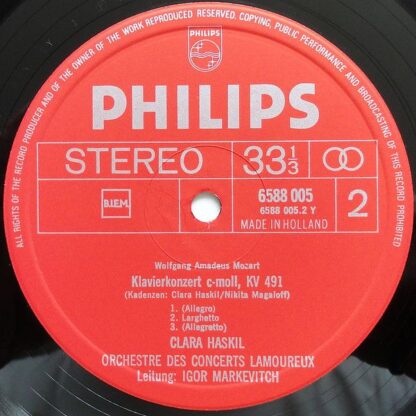 ALL RIGHTS OF THE RECORD PRODUCER AND OF THE OWNER OF THE WORK REPRODUCED RESERVED. COPYING, PUBLIC PERFORMANCE AND BROADCASTING OF THIS RECORD PROHIBITED
PHILIPS
PHILIPS
STEREO 33 1/3
B.I.E.M.
6588 005
6588 005.2 Y
MADE IN HOLLAND
2
Wolfgang Amadeus Mozart
Klavierkonzert c-moll, KV 491
(Kadenzen: Clara Haskil/Nikita Magaloff)
1. (Allegro)
2. Larghetto
3. (Allegretto)
CLARA HASKIL
ORCHESTRE DES CONCERTS LAMOUREUX
Leitung: IGOR MARKEVITCH